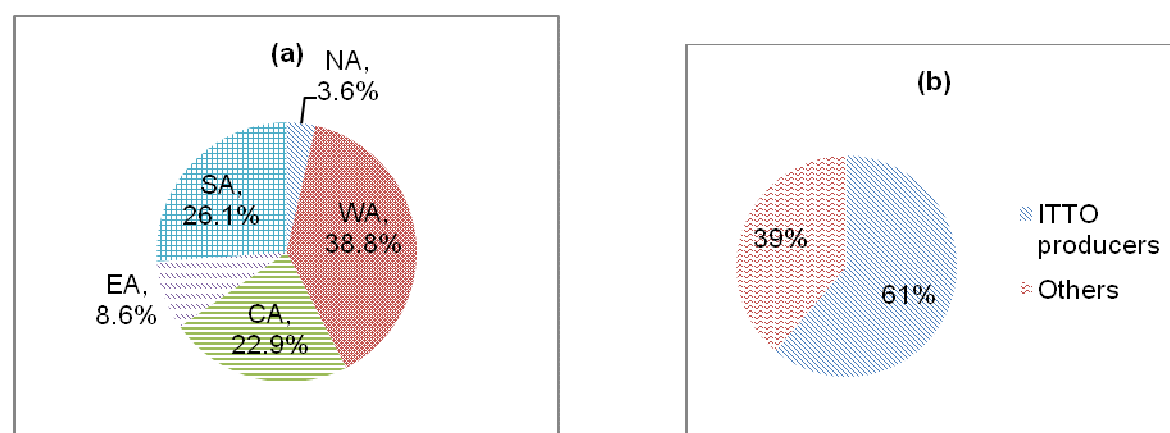 (a)
NA,
3.6%
SA,
26.1%
WA,
38.8%
EA,
8.6%
CA,
22.9%
(b)
39%
61%
ITTO
producers
Others